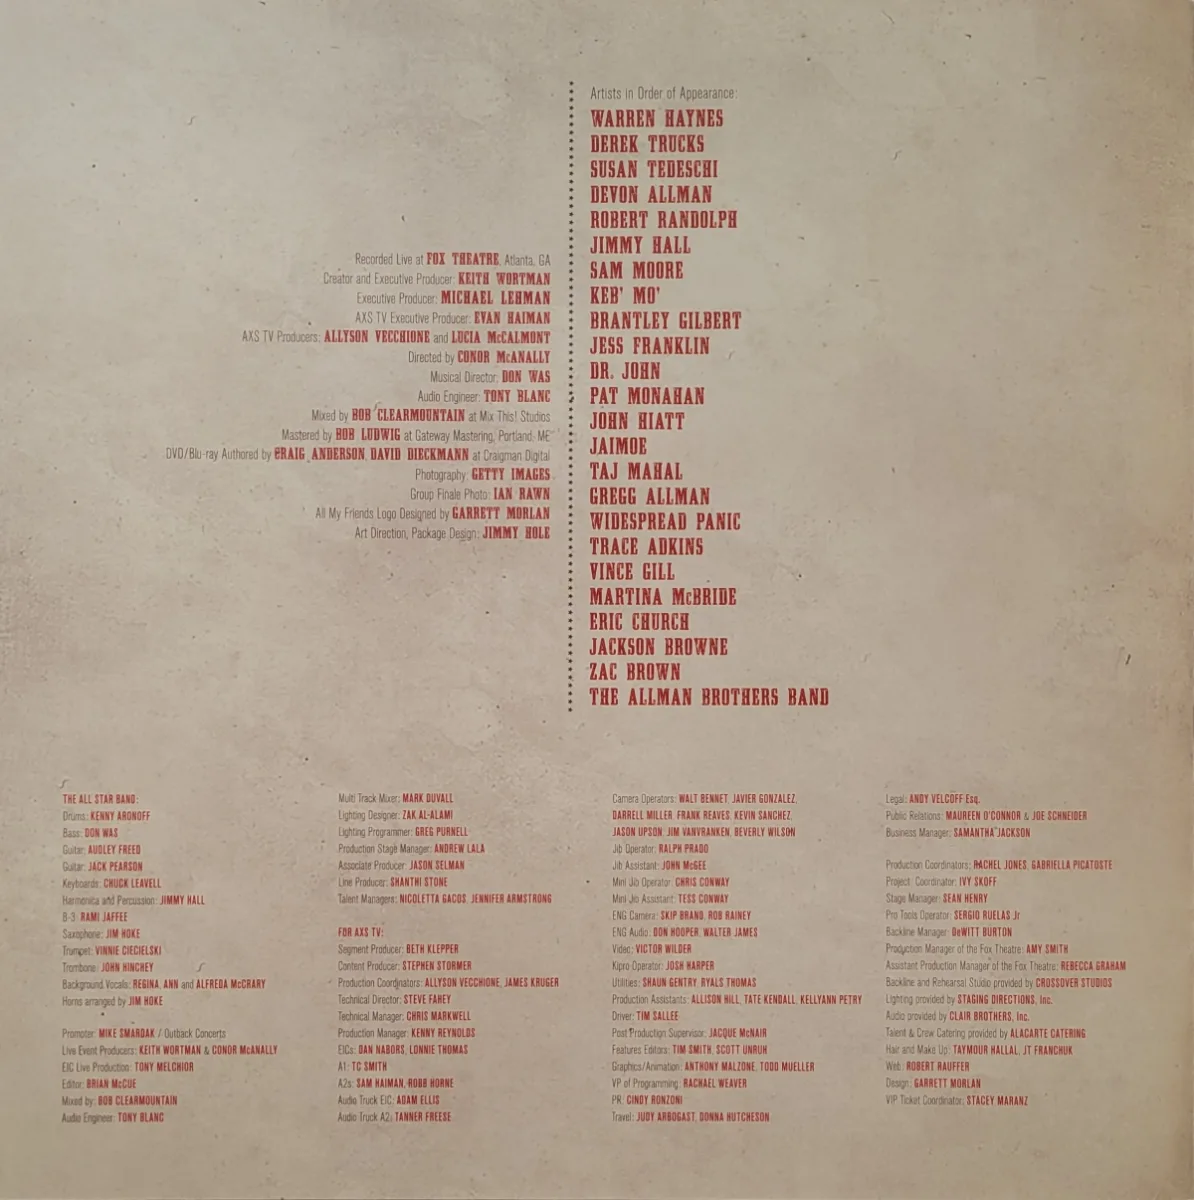 Artists in Order of Appearance:
WARREN HAYNES
DEREK TRUCKS
SUSAN TEDESCHI
DEVON ALLMAN
ROBERT RANDOLPH
JIMMY HALL
SAM MOORE
KEB' MO'
BRANTLEY GILBERT
JESS FRANKLIN
DR. JOHN
PAT MONAHAN
JOHN HIATT
JAIMOE
TAJ MAHAL
GREGG ALLMAN
WIDESPREAD PANIC
TRACE ADKINS
VINCE GILL
MARTINA McBRIDE
ERIC CHURCH
JACKSON BROWNE
ZAC BROWN
THE ALLMAN BROTHERS BAND
Recorded Live at FOX THEATRE, Atlanta, GA
Creator and Executive Producer: KEITH WORTMAN
Executive Producer: MICHAEL LEHMAN
AXS TV Executive Producer: EVAN HAIMAN
AXS TV Producers: ALLYSON VECCHIONE and LUCIA McCALMONT
Directed by CONOR McANALLY
Musical Director: DON WAS
Audio Engineer: TONY BLANC
Mixed by BOB CLEARMOUNTAIN at Mix This! Studios
Mastered by BOB LUDWIG at Gateway Mastering, Portland, ME
DVD/Blu-ray Authored by CRAIG ANDERSON, DAVID DIECKMANN at Craigman Digital
Photography: GETTY IMAGES
Group Finale Photo: IAN RAWN
All My Friends Logo Designed by GARRETT MORLAN
Art Direction, Package Design: JIMMY HOLE
THE ALL STAR BAND:
Drums: KENNY ARONOFF
Bass: DON WAS
Guitar: AUDLEY FREED
Guitar: JACK PEARSON
Keyboards: CHUCK LEAVELL
Harmonica and Percussion: JIMMY HALL
B-3: RAMI JAFFEE
Saxophone: JIM HOKE
Trumpet: VINNIE CIECIELSKI
Trombone: JOHN HINCHEY
Background Vocals: REGINA, ANN and ALFREDA McCRARY
Horns arranged by JIM HOKE
Promoter: MIKE SMARDAK / Outback Concerts
Live Event Producers: KEITH WORTMAN & CONOR McANALLY
EIC Live Production: TONY MELCHIOR
Editor: BRIAN McCUE
Mixed by: BOB CLEARMOUNTAIN
Audio Engineer: TONY BLANC
Multi Track Mixer: MARK DUVALL
Lighting Designer: ZAK AL-ALAMI
Lighting Programmer: GREG PURNELL
Production Stage Manager: ANDREW LALA
Associate Producer: JASON SELMAN
Line Producer: SHANTHI STONE
Talent Managers: NICOLETTA GACOS, JENNIFER ARMSTRONG
FOR AXS TV:
Segment Producer: BETH KLEPPER
Content Producer: STEPHEN STORMER
Production Coordinators: ALLYSON VECCHIONE, JAMES KRUGER
Technical Director: STEVE FAHEY
Technical Manager: CHRIS MARKWELL
Production Manager: KENNY REYNOLDS
EICs: DAN NABORS, LONNIE THOMAS
A1: TC SMITH
A2s: SAM HAIMAN, ROBB HORNE
Audio Truck EIC: ADAM ELLIS
Audio Truck A2: TANNER FREESE
Camera Operators: WALT BENNET, JAVIER GONZALEZ,
DARRELL MILLER, FRANK REAVES, KEVIN SANCHEZ,
JASON UPSON, JIM VANVRANKEN, BEVERLY WILSON
Jib Operator: RALPH PRADO
Jib Assistant: JOHN McGEE
Mini Jib Operator: CHRIS CONWAY
Mini Jib Assistant: TESS CONWAY
ENG Camera: SKIP BRAND, ROB RAINEY
ENG Audio: DON HOOPER, WALTER JAMES
Video: VICTOR WILDER
Kipro Operator: JOSH HARPER
Utilities: SHAUN GENTRY, RYALS THOMAS
Production Assistants: ALLISON HILL, TATE KENDALL, KELLYANN PETRY
Driver: TIM SALLEE
Post Production Supervisor: JACQUE McNAIR
Features Editors: TIM SMITH, SCOTT UNRUH
Graphics/Animation: ANTHONY MALZONE, TODD MUELLER
VP of Programming: RACHAEL WEAVER
PR: CINDY RONZONI
Travel: JUDY ARBOGAST, DONNA HUTCHESON
Legal: ANDY VELCOFF Esq.
Public Relations: MAUREEN O'CONNOR & JOE SCHNEIDER
Business Manager: SAMANTHA JACKSON
Production Coordinators: RACHEL JONES, GABRIELLA PICATOSTE
Project Coordinator: IVY SKOFF
Stage Manager: SEAN HENRY
Pro Tools Operator: SERGIO RUELAS Jr
Backline Manager: DeWITT BURTON
Production Manager of the Fox Theatre: AMY SMITH
Assistant Production Manager of the Fox Theatre: REBECCA GRAHAM
Backline and Rehearsal Studio provided by CROSSOVER STUDIOS
Lighting provided by STAGING DIRECTIONS, Inc.
Audio provided by CLAIR BROTHERS, Inc.
Talent & Crew Catering provided by ALACARTE CATERING
Hair and Make Up: TAYMOUR HALLAL, JT FRANCHUK
Web: ROBERT HAUFFER
Design: GARRETT MORLAN
VIP Ticket Coordinator: STACEY MARANZ